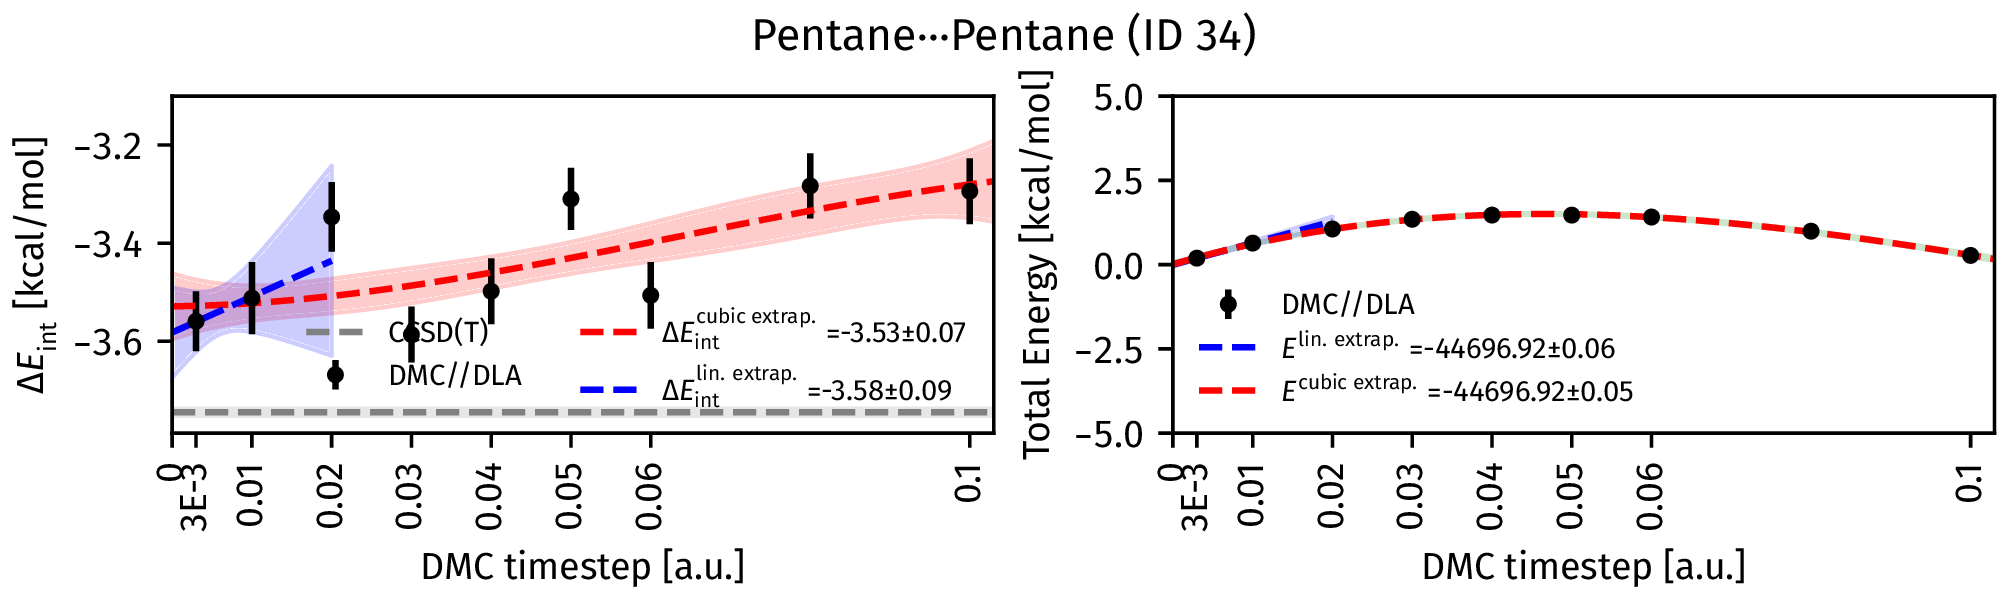 Pentane···Pentane (ID 34)
ΔE_int [kcal/mol]
−3.2
−3.4
−3.6
CCSD(T)
DMC//DLA
ΔE_int^cubic extrap. =-3.53±0.07
ΔE_int^lin. extrap. =-3.58±0.09
0
3E-3
0.01
0.02
0.03
0.04
0.05
0.06
0.1
DMC timestep [a.u.]
Total Energy [kcal/mol]
5.0
2.5
0.0
−2.5
−5.0
DMC//DLA
E^lin. extrap. =-44696.92±0.06
E^cubic extrap. =-44696.92±0.05
0
3E-3
0.01
0.02
0.03
0.04
0.05
0.06
0.1
DMC timestep [a.u.]